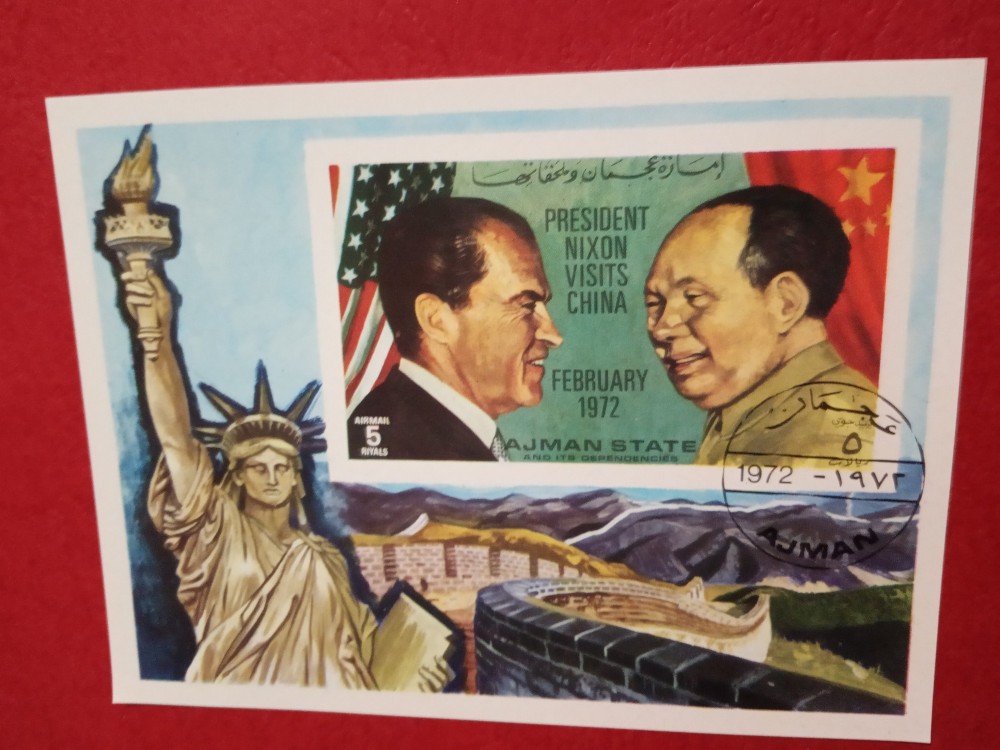 امارة عجمان وملحقاتها
PRESIDENT
NIXON
VISITS
CHINA
FEBRUARY
1972
AIRMAIL
5
RIYALS
AJMAN STATE
AND ITS DEPENDENCIES
عجمان
٥
1972 - ١٩٧٢
AJMAN